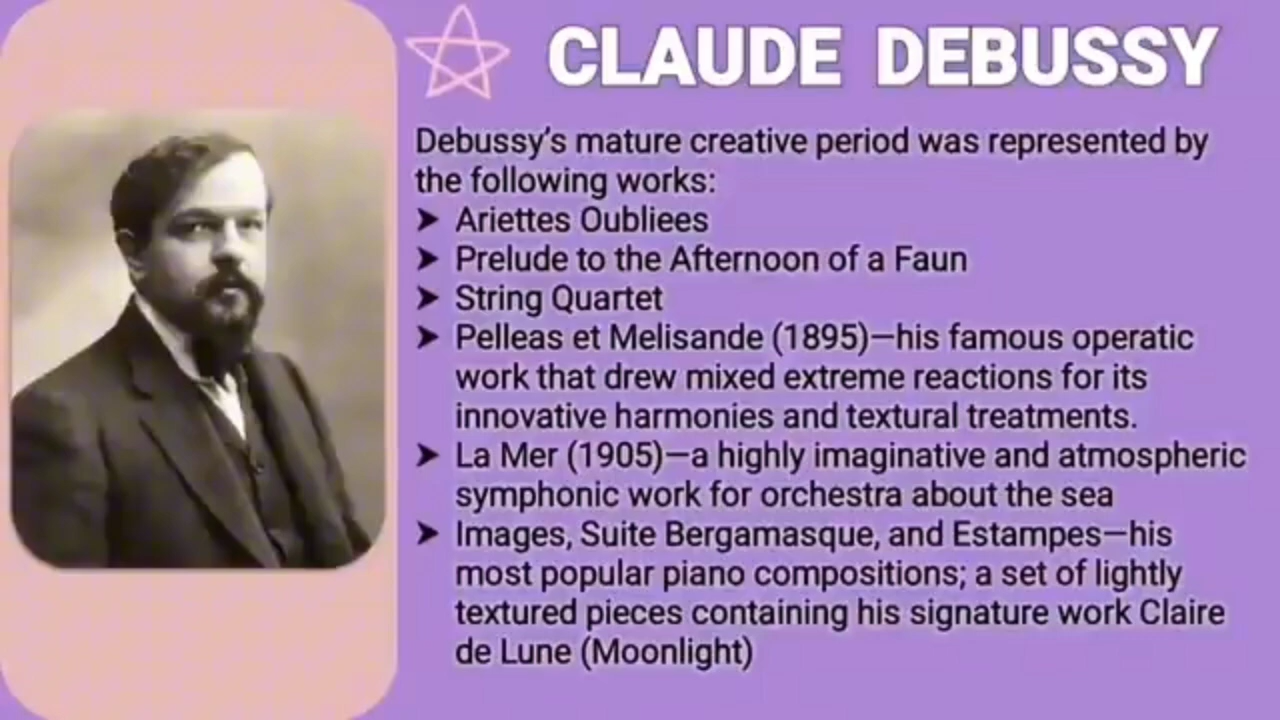 CLAUDE DEBUSSY
Debussy's mature creative period was represented by
the following works:
➤ Ariettes Oubliees
➤ Prelude to the Afternoon of a Faun
➤ String Quartet
➤ Pelleas et Melisande (1895)—his famous operatic
work that drew mixed extreme reactions for its
innovative harmonies and textural treatments.
➤ La Mer (1905)—a highly imaginative and atmospheric
symphonic work for orchestra about the sea
➤ Images, Suite Bergamasque, and Estampes—his
most popular piano compositions; a set of lightly
textured pieces containing his signature work Claire
de Lune (Moonlight)